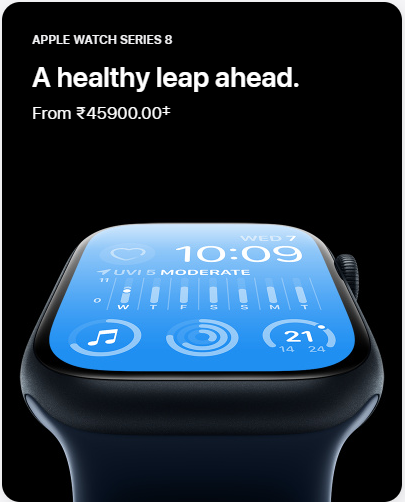 APPLE WATCH SERIES 8
A healthy leap ahead.
From ₹45900.00‡
WED 7
10:09
UVI 5 MODERATE
11
0
W T F S S M T
21
14 24